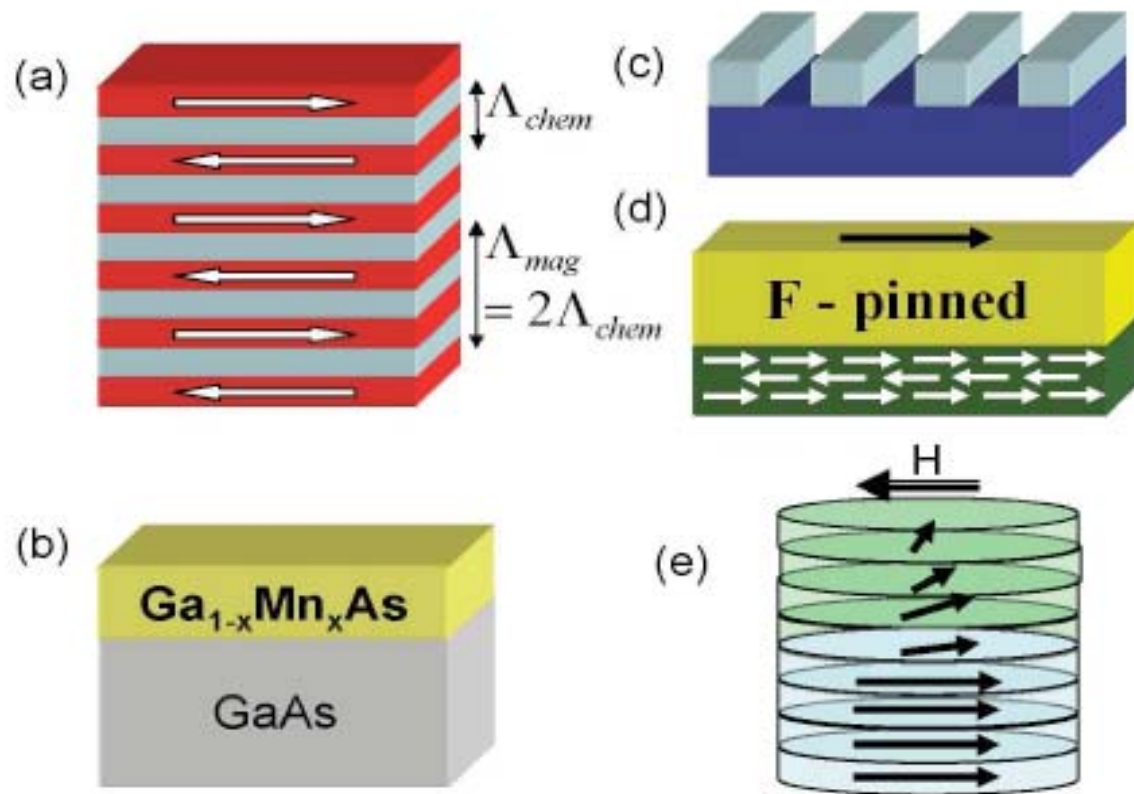 (a)
Λchem
Λmag
= 2Λchem
(b)
Ga1-xMnxAs
GaAs
(c)
(d)
F - pinned
(e)
H